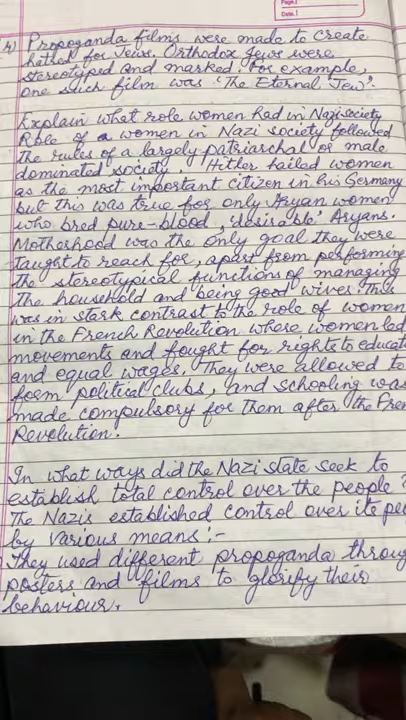 Page:
Date:
4) Propoganda films were made to create
hatred for Jews. Orthodox Jews were
stereotyped and marked. For example,
one such film was 'The Eternal Jew'.
Explain what role women had in Nazi society
Role of a women in Nazi society followed
the rules of a largely patriarchal or male
dominated society. Hitler hailed women
as the most important citizen in his Germany
but this was true for only Aryan women
who bred pure-blood, 'desirable' Aryans.
Motherhood was the only goal they were
taught to reach for, apart from performing
the stereotypical functions of managing
the household and being good wives. This
was in stark contrast to the role of women
in the French Revolution where women led
movements and fought for rights to educat
and equal wages. They were allowed to
form political clubs, and schooling was
made compulsory for them after the Fren
Revolution.
In what ways did the Nazi state seek to
establish total control over the people?
The Nazis established control over its peo
by various means:-
They used different propoganda throug
posters and films to glorify their
behaviour.